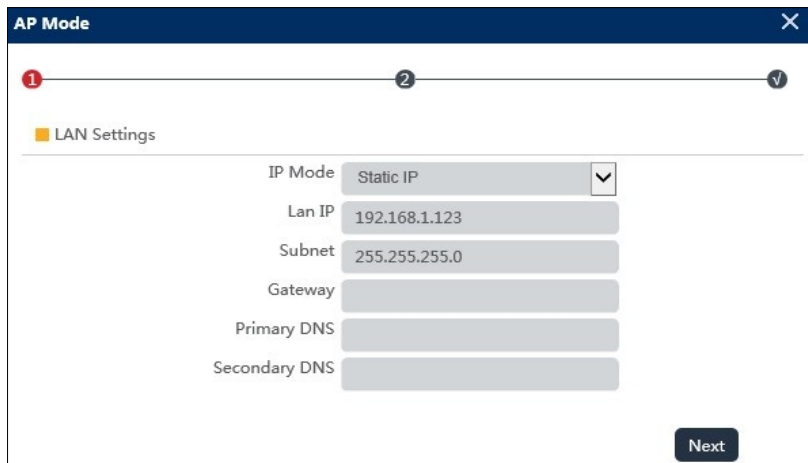 AP Mode
1 2 √
LAN Settings
IP Mode Static IP
Lan IP 192.168.1.123
Subnet 255.255.255.0
Gateway
Primary DNS
Secondary DNS
Next